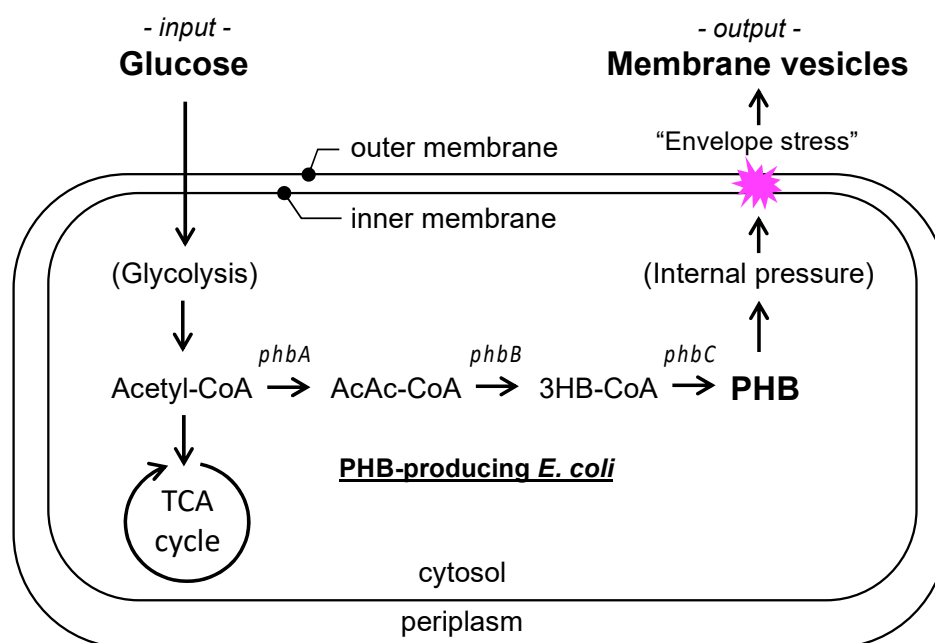 - input -
Glucose
- output -
Membrane vesicles
“Envelope stress”
outer membrane
inner membrane
(Glycolysis)
(Internal pressure)
phbA
phbB
phbC
Acetyl-CoA
AcAc-CoA
3HB-CoA
PHB
PHB-producing E. coli
TCA
cycle
cytosol
periplasm